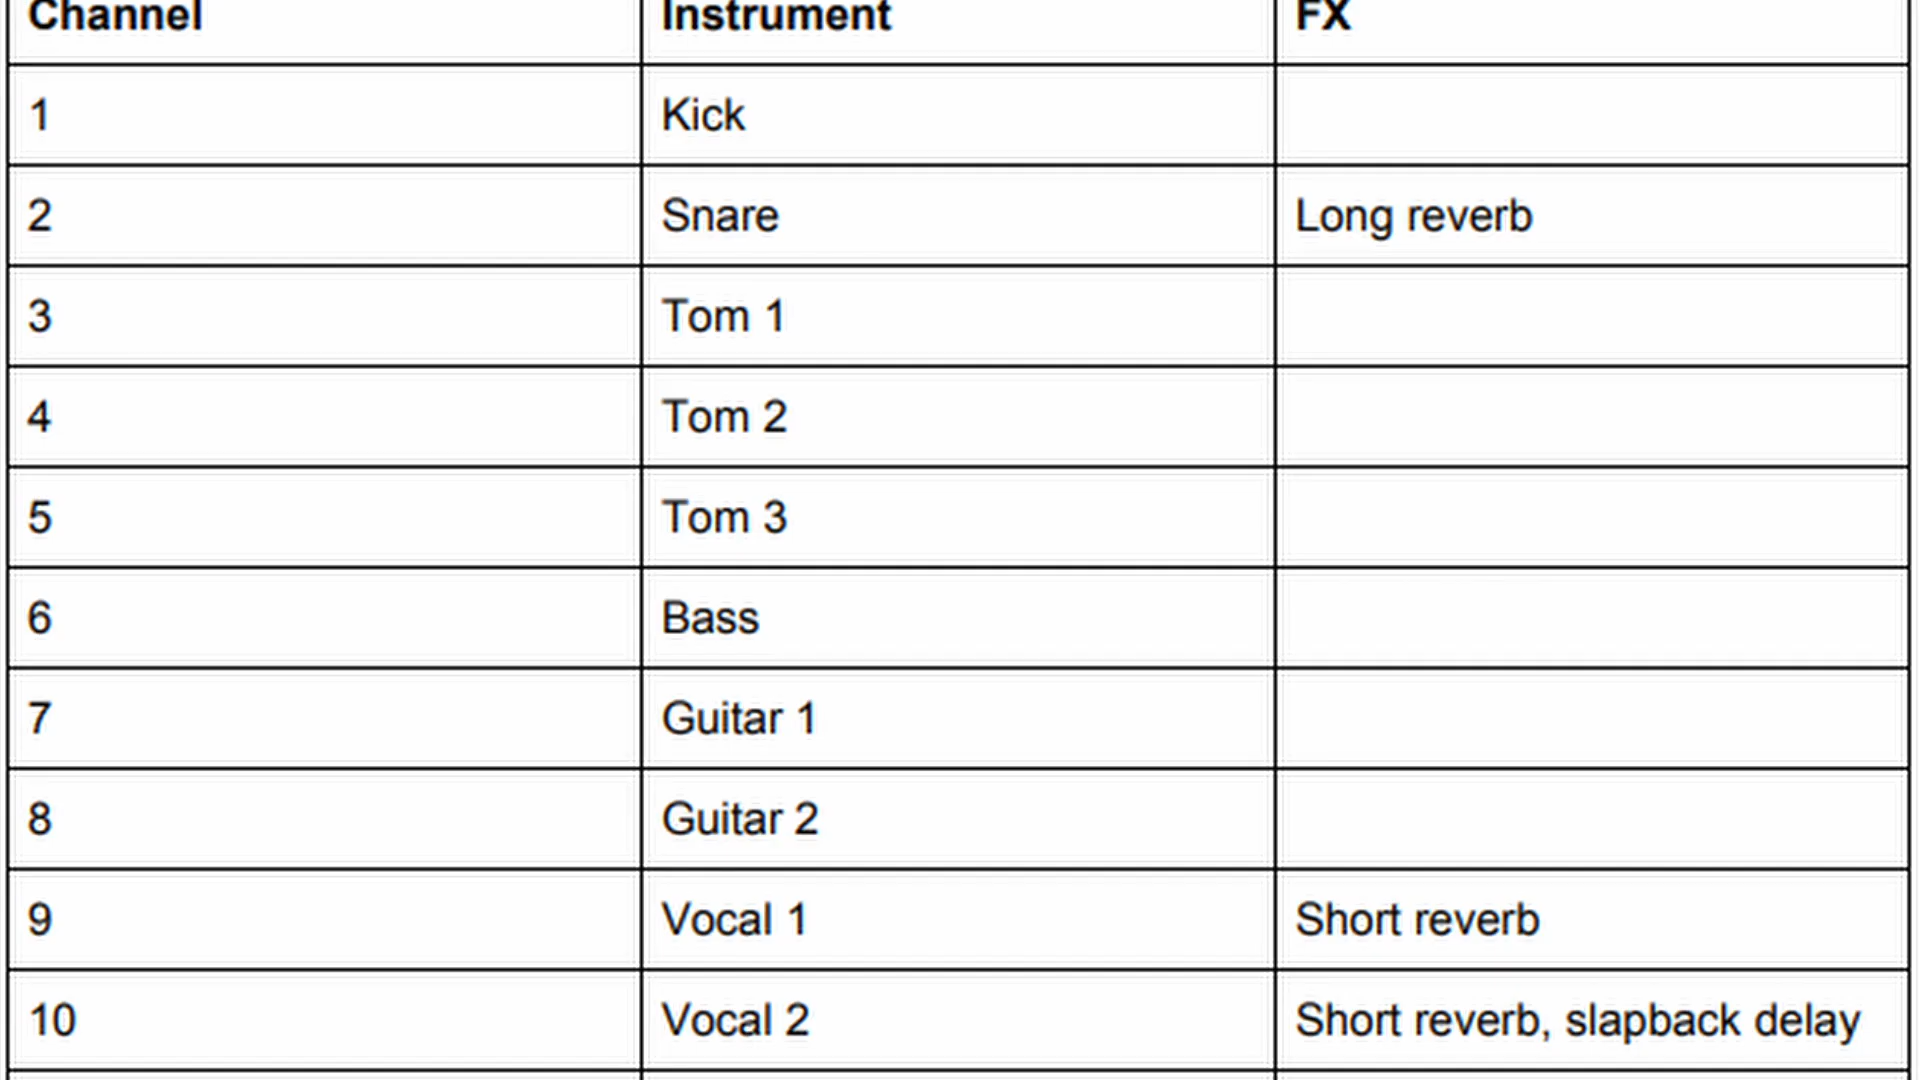 Channel Instrument FX
1 Kick
2 Snare Long reverb
3 Tom 1
4 Tom 2
5 Tom 3
6 Bass
7 Guitar 1
8 Guitar 2
9 Vocal 1 Short reverb
10 Vocal 2 Short reverb, slapback delay